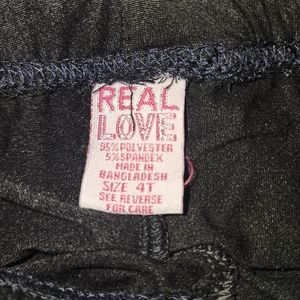 REAL
LOVE
95% POLYESTER
5% SPANDEX
MADE IN
BANGLADESH
SIZE 4T
SEE REVERSE
FOR CARE